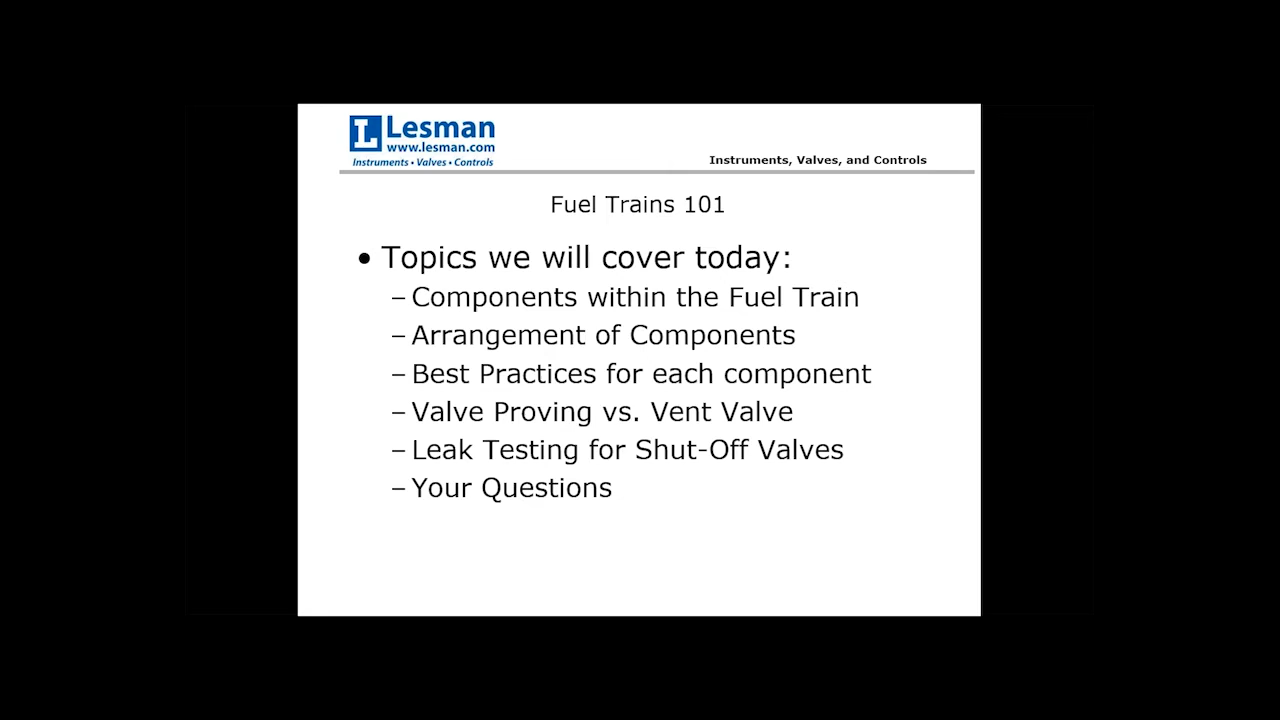 Lesman
www.lesman.com
Instruments • Valves • Controls
Instruments, Valves, and Controls
Fuel Trains 101
• Topics we will cover today:
– Components within the Fuel Train
– Arrangement of Components
– Best Practices for each component
– Valve Proving vs. Vent Valve
– Leak Testing for Shut-Off Valves
– Your Questions